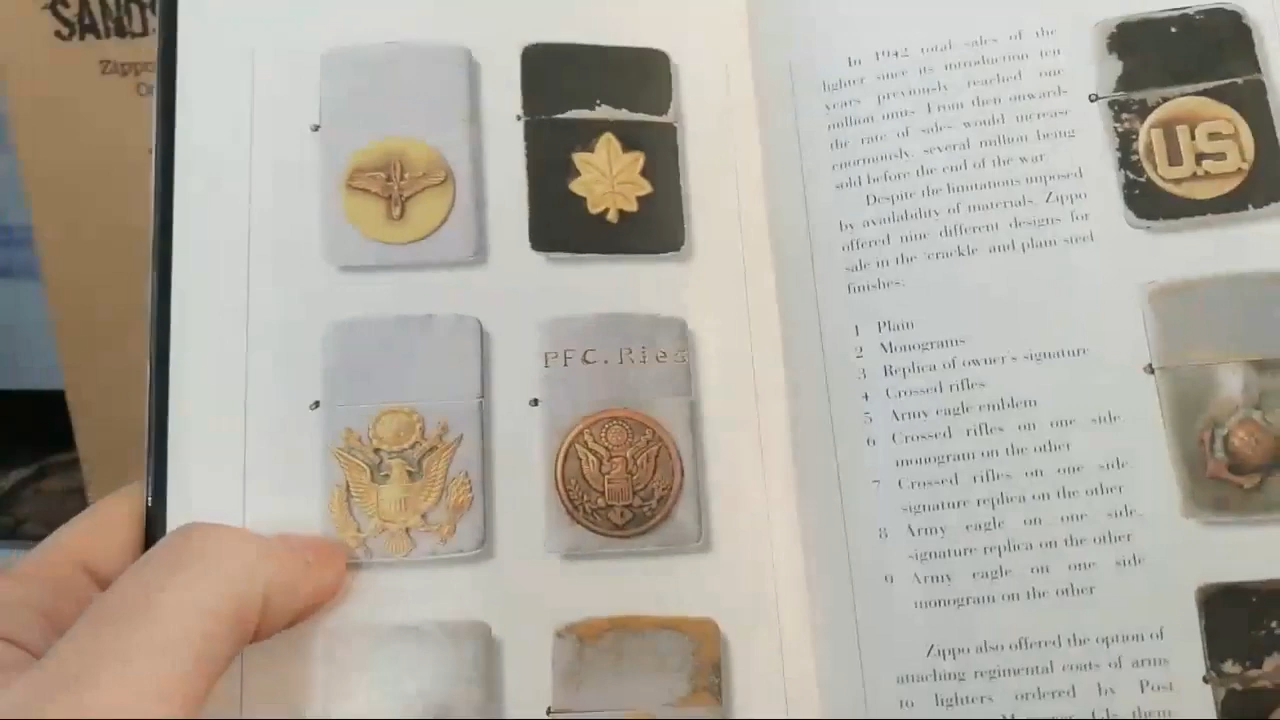 SANDS
Zippo
PFC.Ries
In 1942 total sales of the
lighter since its introduction ten
years previously reached one
million units. From then onward-
the rate of sales would increase
enormously, several million being
sold before the end of the war.
Despite the limitations imposed
by availability of materials, Zippo
offered nine different designs for
sale in the 'crackle' and plain steel
finishes:
1 Plain
2 Monograms
3 Replica of owner's signature
4 Crossed rifles
5 Army eagle emblem
6 Crossed rifles on one side
monogram on the other
7 Crossed rifles on one side.
signature replica on the other
8 Army eagle on one side,
signature replica on the other
9 Army eagle on one side
monogram on the other
Zippo also offered the option of
attaching regimental coats of arms
to lighters ordered by Post
GIs them-
U.S.